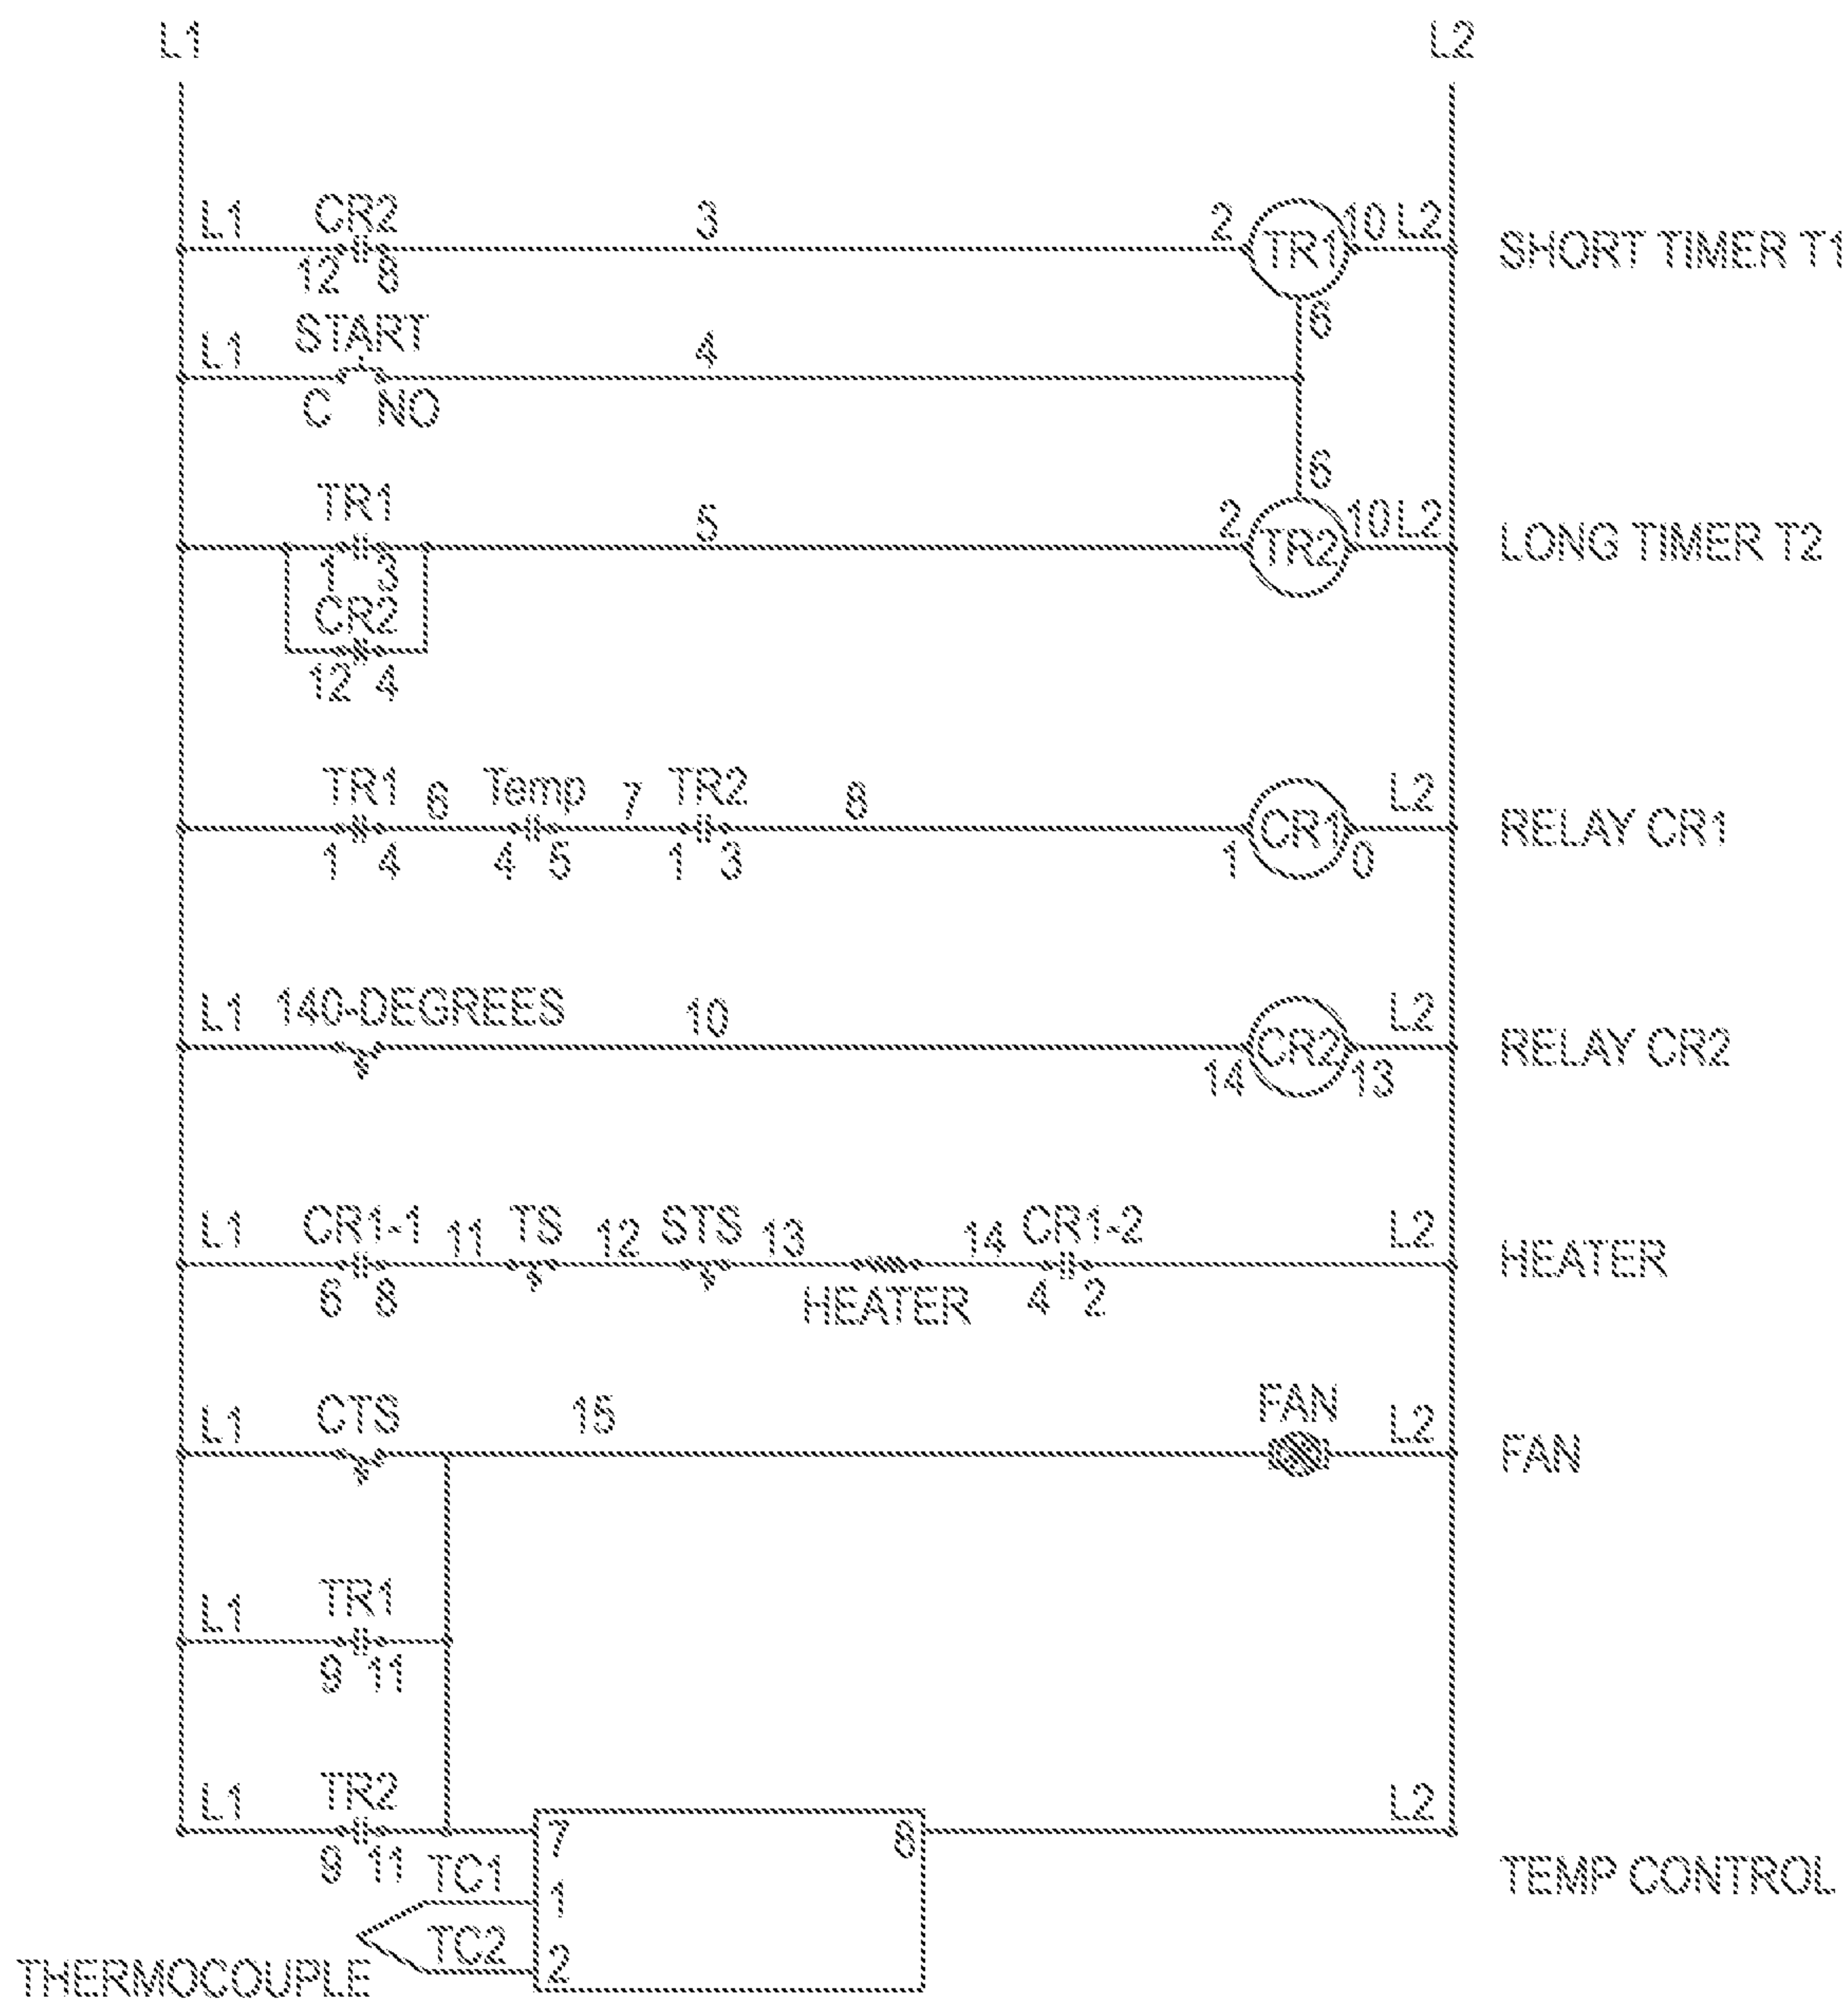 L1 L2
L1 CR2 3 2 TR1 10 L2 SHORT TIMER T1
12 8
6
L1 START 4
C NO
6
TR1 5 2 TR2 10 L2 LONG TIMER T2
1 3
CR2
12 4
TR1 6 Temp 7 TR2 8 CR1 L2 RELAY CR1
1 4 4 5 1 3 1 0
L1 140-DEGREES 10 CR2 L2 RELAY CR2
14 13
L1 CR1-1 11 TS 12 STS 13 14 CR1-2 L2 HEATER
6 8 HEATER 4 2
L1 CTS 15 FAN L2 FAN
L1 TR1
9 11
L1 TR2 L2
7 8
9 11 TC1 1 TEMP CONTROL
TC2 2
THERMOCOUPLE